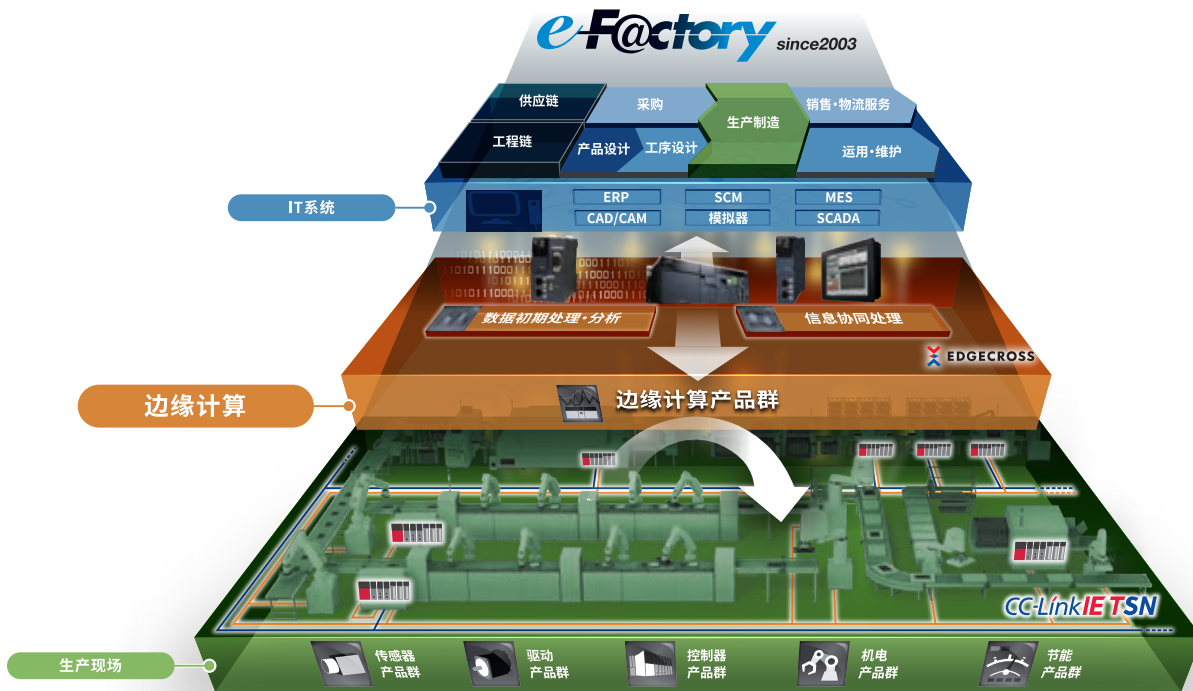 e-F@ctory since2003
供应链
采购
生产制造
销售·物流服务
工程链
产品设计
工序设计
运用·维护
IT系统
ERP
SCM
MES
CAD/CAM
模拟器
SCADA
数据初期处理·分析
信息协同处理
EDGECROSS
边缘计算
边缘计算产品群
CC-Link IE TSN
生产现场
传感器
产品群
驱动
产品群
控制器
产品群
机电
产品群
节能
产品群